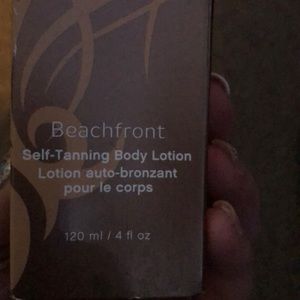 Beachfront
Self-Tanning Body Lotion
Lotion auto-bronzant
pour le corps
120 ml / 4 fl oz